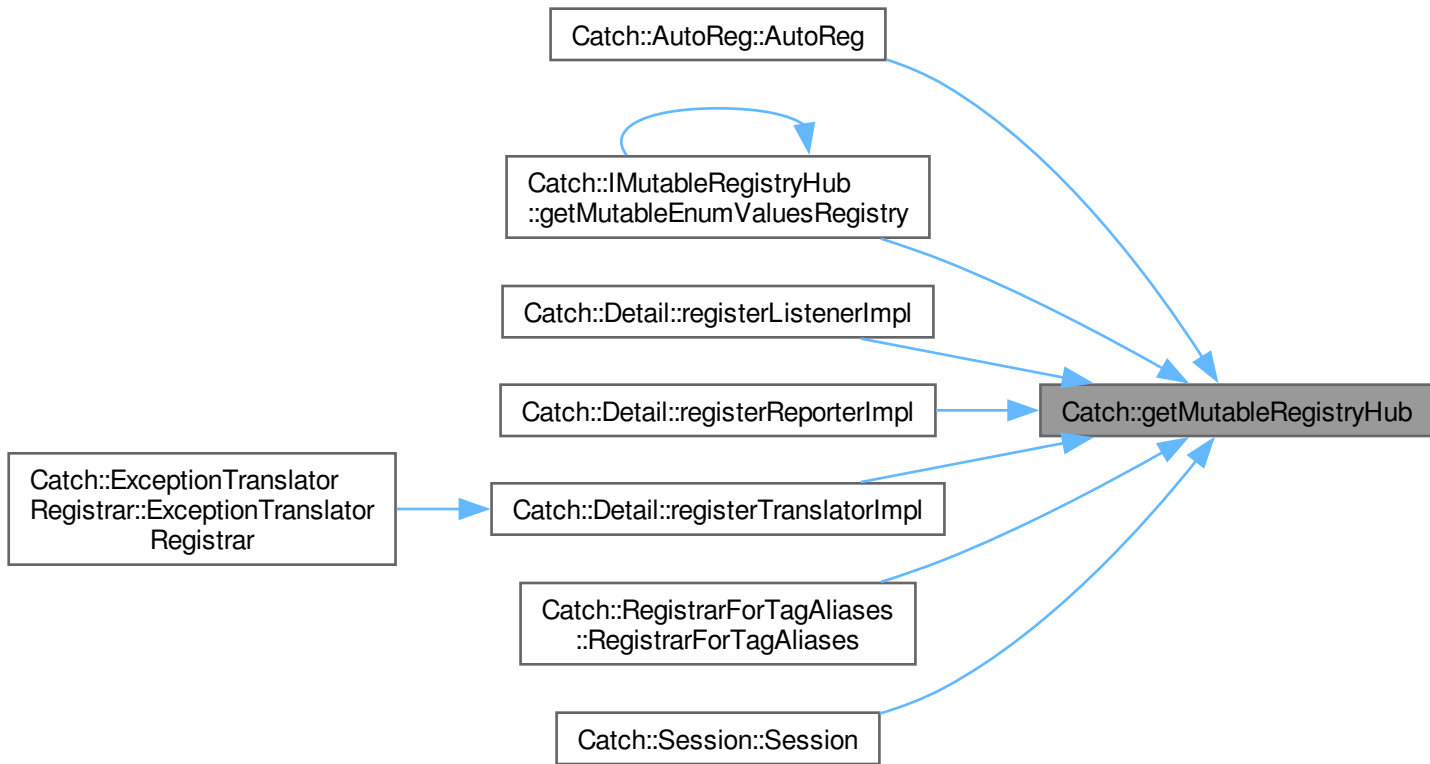 Catch::AutoReg::AutoReg
Catch::IMutableRegistryHub
::getMutableEnumValuesRegistry
Catch::Detail::registerListenerImpl
Catch::Detail::registerReporterImpl
Catch::getMutableRegistryHub
Catch::ExceptionTranslator
Registrar::ExceptionTranslator
Registrar
Catch::Detail::registerTranslatorImpl
Catch::RegistrarForTagAliases
::RegistrarForTagAliases
Catch::Session::Session